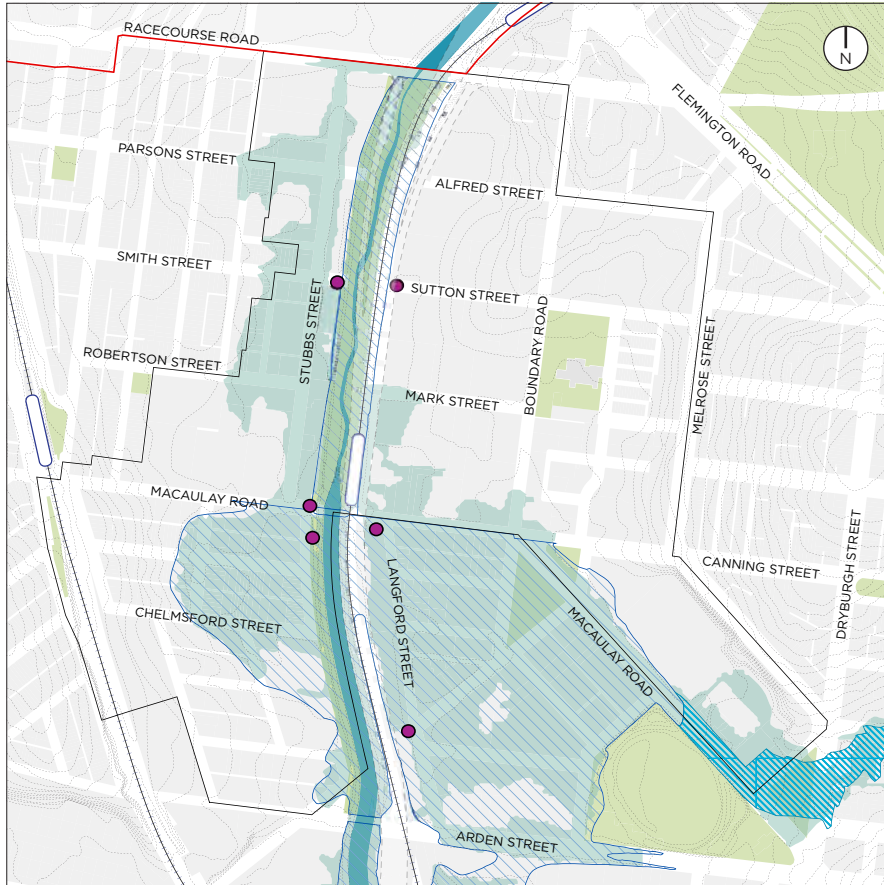 RACECOURSE ROAD
N
FLEMINGTON ROAD
PARSONS STREET
ALFRED STREET
SMITH STREET
SUTTON STREET
STUBBS STREET
BOUNDARY ROAD
MELROSE STREET
ROBERTSON STREET
MARK STREET
MACAULAY ROAD
CANNING STREET
DRYBURGH STREET
LANGFORD STREET
CHELMSFORD STREET
MACAULAY ROAD
ARDEN STREET